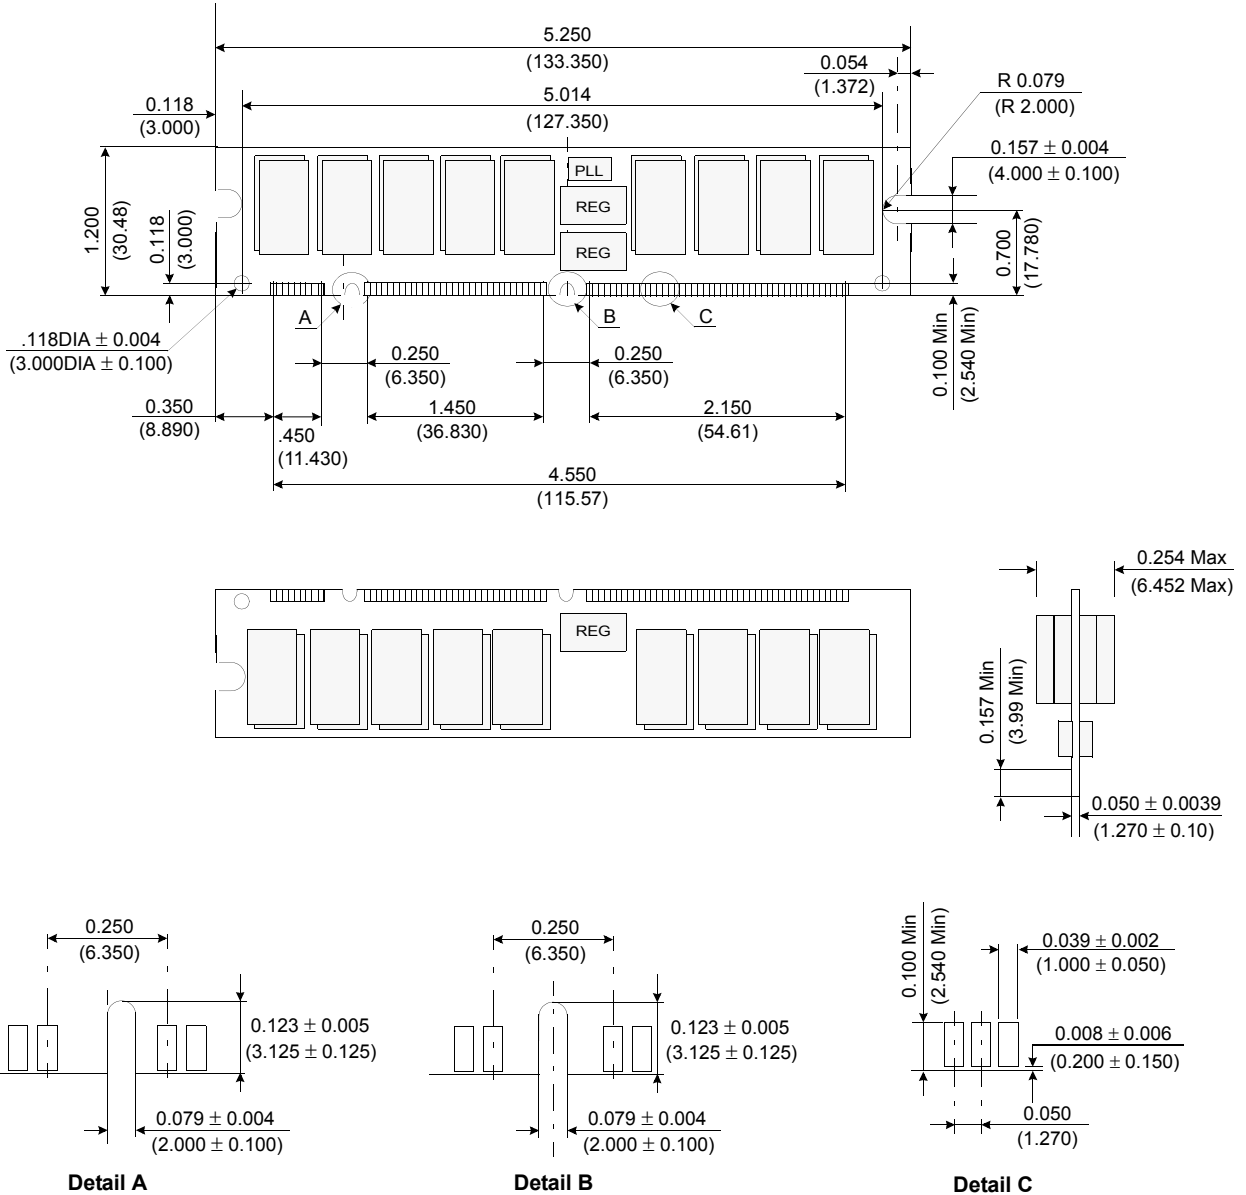 5.250
(133.350)
0.054
(1.372)
R 0.079
(R 2.000)
0.118
(3.000)
5.014
(127.350)
0.157 ± 0.004
(4.000 ± 0.100)
PLL
REG
REG
1.200
(30.48)
0.118
(3.000)
0.700
(17.780)
A
B
C
.118DIA ± 0.004
(3.000DIA ± 0.100)
0.250
(6.350)
0.250
(6.350)
0.100 Min
(2.540 Min)
0.350
(8.890)
.450
(11.430)
1.450
(36.830)
2.150
(54.61)
4.550
(115.57)
REG
0.254 Max
(6.452 Max)
0.157 Min
(3.99 Min)
0.050 ± 0.0039
(1.270 ± 0.10)
0.250
(6.350)
0.123 ± 0.005
(3.125 ± 0.125)
0.079 ± 0.004
(2.000 ± 0.100)
Detail A
0.250
(6.350)
0.123 ± 0.005
(3.125 ± 0.125)
0.079 ± 0.004
(2.000 ± 0.100)
Detail B
0.100 Min
(2.540 Min)
0.039 ± 0.002
(1.000 ± 0.050)
0.008 ± 0.006
(0.200 ± 0.150)
0.050
(1.270)
Detail C